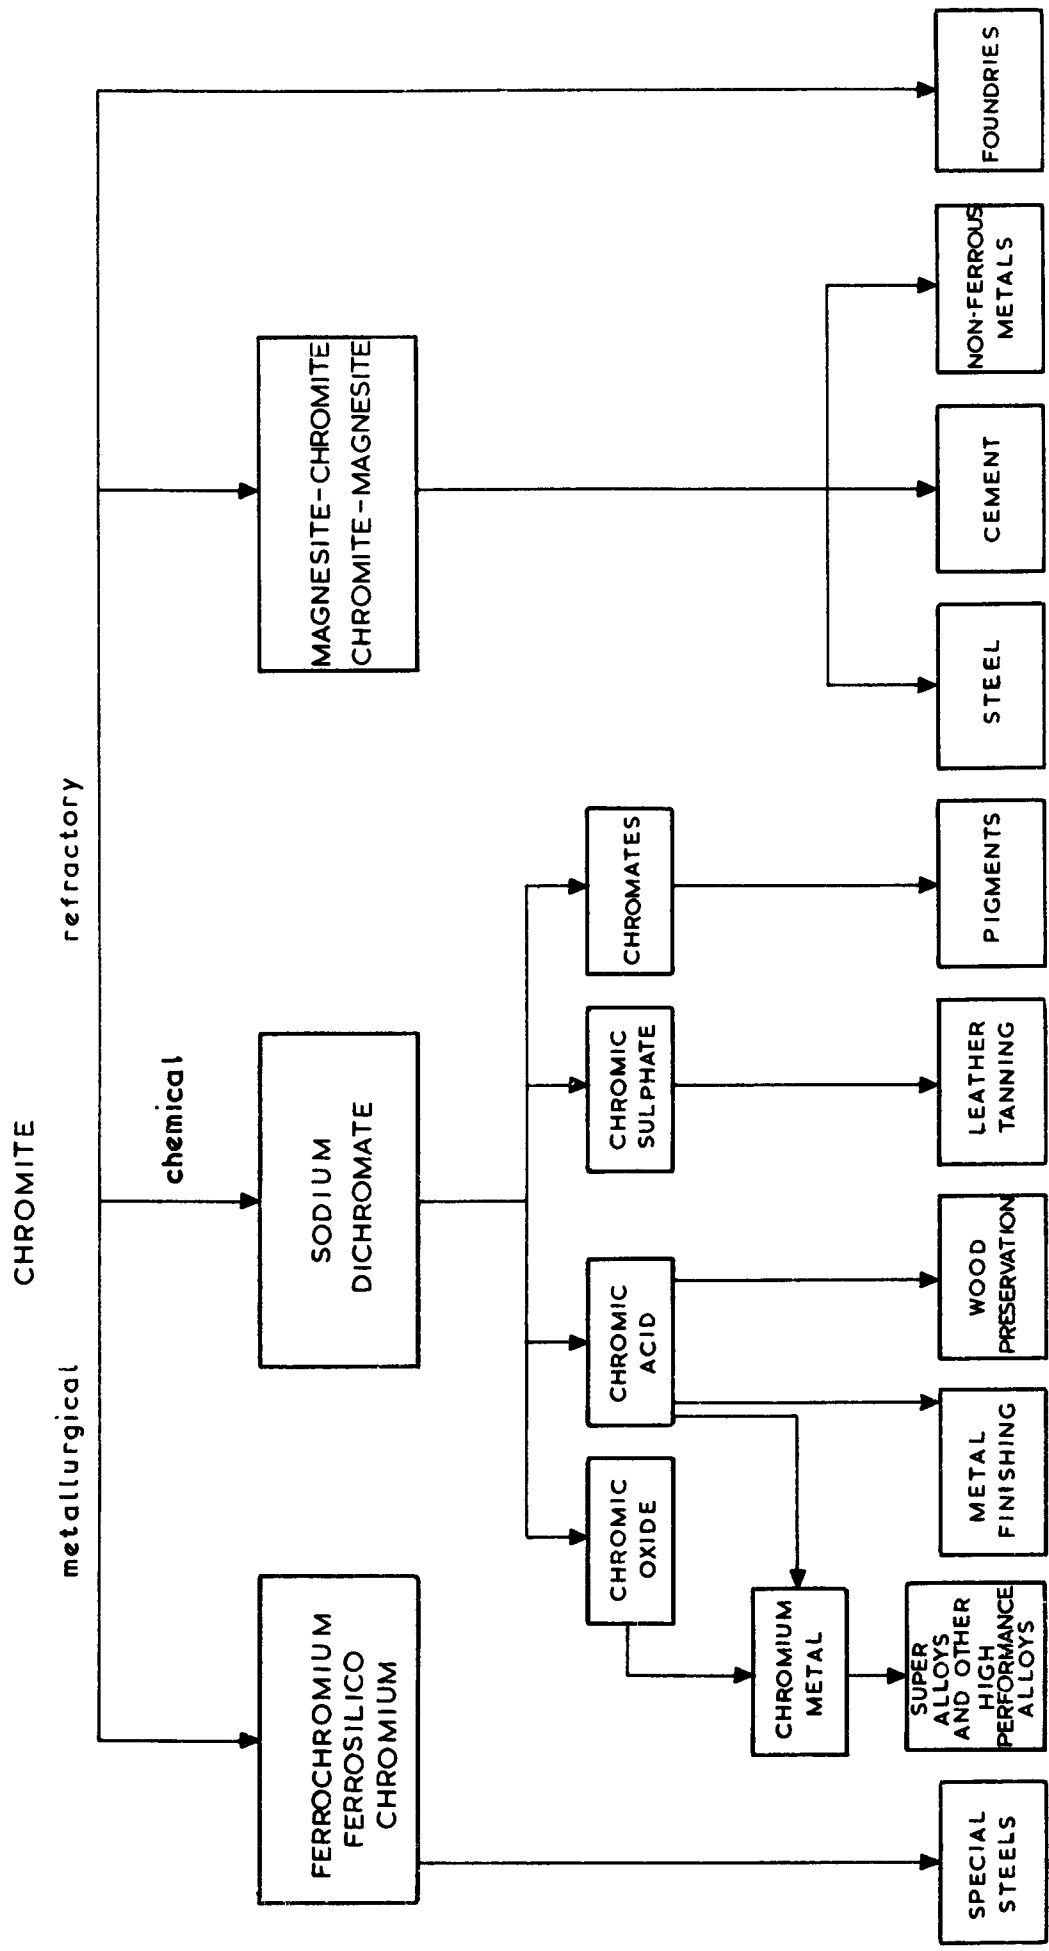 CHROMITE
metallurgical
chemical
refractory
FERROCHROMIUM
FERROSILICO
CHROMIUM
SODIUM
DICHROMATE
MAGNESITE-CHROMITE
CHROMITE-MAGNESITE
CHROMIC
OXIDE
CHROMIC
ACID
CHROMIC
SULPHATE
CHROMATES
CHROMIUM
METAL
SPECIAL
STEELS
SUPER
ALLOYS
AND OTHER
HIGH
PERFORMANCE
ALLOYS
METAL
FINISHING
WOOD
PRESERVATION
LEATHER
TANNING
PIGMENTS
STEEL
CEMENT
NON-FERROUS
METALS
FOUNDRIES